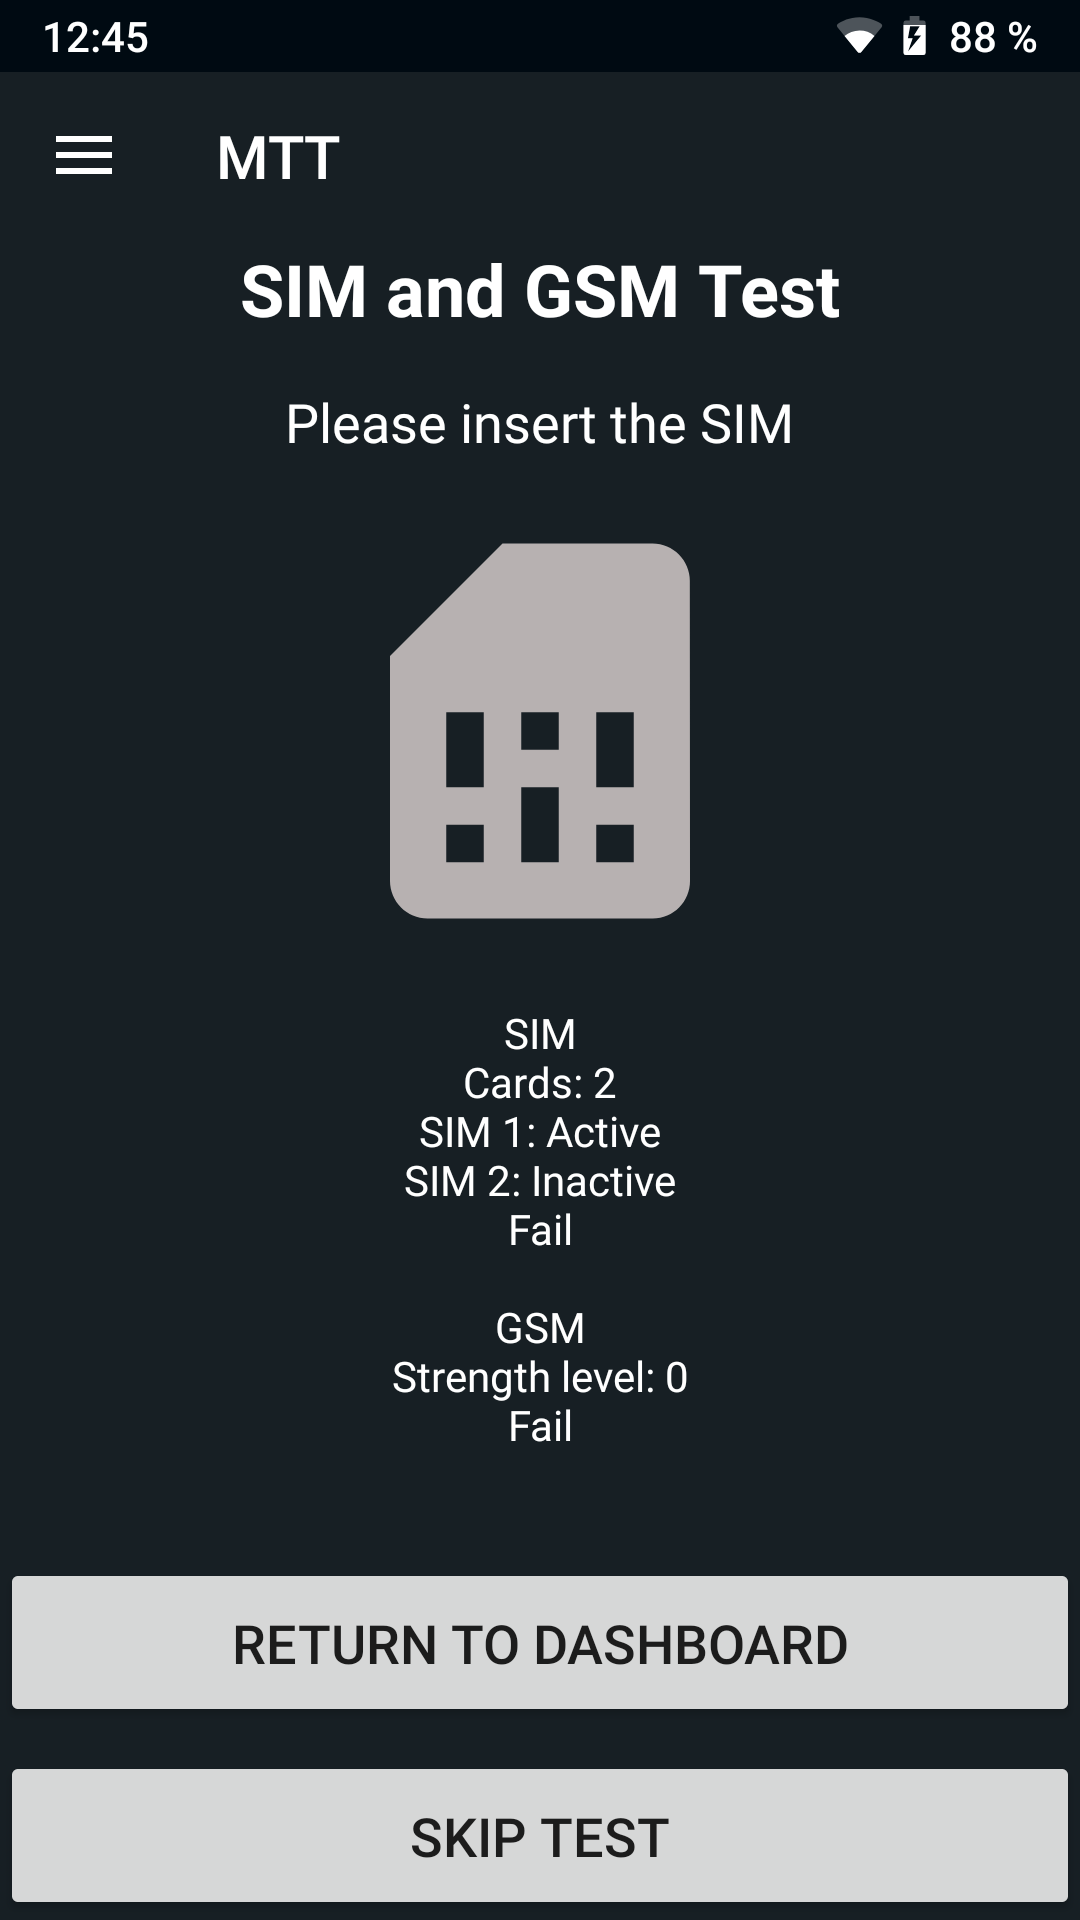 12:45
88 %
MTT
SIM and GSM Test
Please insert the SIM
SIM
Cards: 2
SIM 1: Active
SIM 2: Inactive
Fail
GSM
Strength level: 0
Fail
RETURN TO DASHBOARD
SKIP TEST